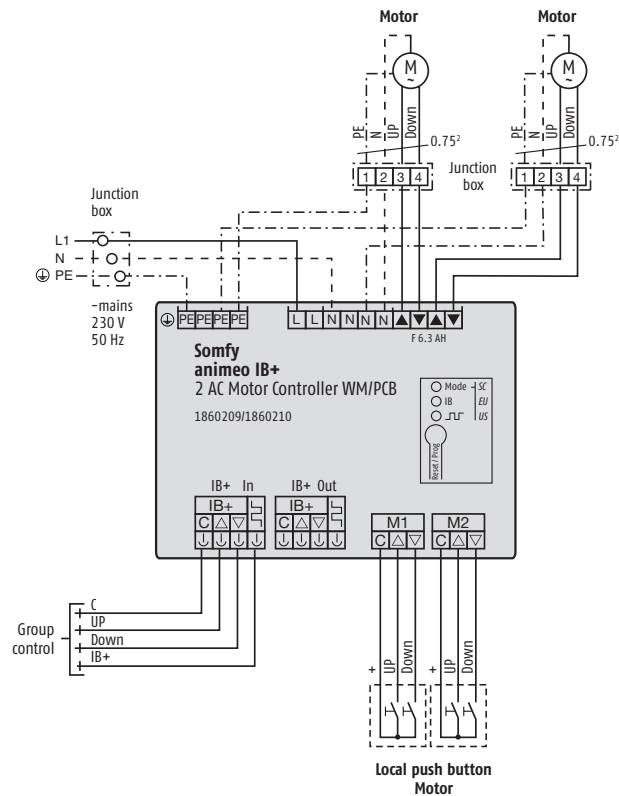 Motor
Motor
M
~
M
~
PE
N
UP
Down
PE
N
UP
Down
0.75²
0.75²
1 2 3 4
1 2 3 4
Junction
box
Junction
box
L1
N
PE
~mains
230 V
50 Hz
PE PE PE PE
L L N N N N
F 6.3 AH
Somfy
animeo IB+
2 AC Motor Controller WM/PCB
1860209/1860210
Mode
SC
IB
EU
US
Reset / Prog
IB+ In
IB+ Out
IB+
IB+
C
C
M1
M2
C
C
Group
control
C
UP
Down
IB+
+
UP
Down
+
UP
Down
Local push button
Motor